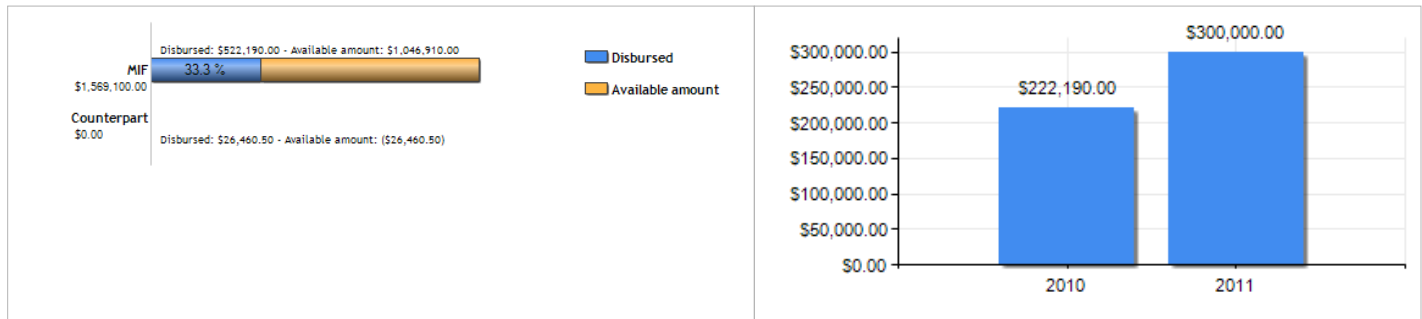 Disbursed: $522,190.00 - Available amount: $1,046,910.00
MIF
33.3 %
$1,569,100.00
Counterpart
$0.00
Disbursed: $26,460.50 - Available amount: ($26,460.50)
Disbursed
Available amount
$300,000.00
$250,000.00
$200,000.00
$150,000.00
$100,000.00
$50,000.00
$0.00
$222,190.00
$300,000.00
2010
2011